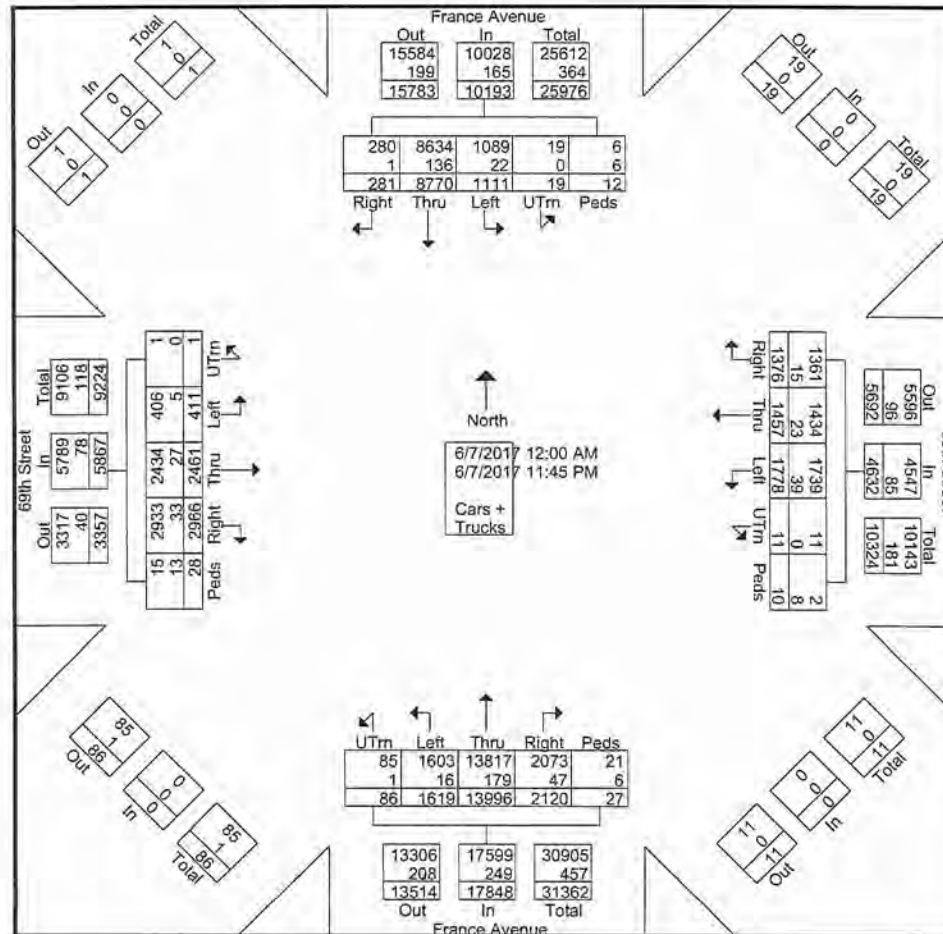 France Avenue
Out In Total
15584 10028 25612
199 165 364
15783 10193 25976
280 8634 1089 19 6
1 136 22 0 6
281 8770 1111 19 12
Right Thru Left UTrn Peds
Total
1
0
1
In
0
0
0
Out
1
0
1
Out
19
0
19
In
0
0
0
Total
19
0
19
69th Street
Total
9106
118
9224
In
5789
78
5867
Out
3317
40
3357
1 0 1 UTrn
406 5 411 Left
2434 27 2461 Thru
2933 33 2966 Right
15 13 28 Peds
North
6/7/2017 12:00 AM
6/7/2017 11:45 PM
Cars +
Trucks
Right 1376 15 1361
Thru 1457 23 1434
Left 1778 39 1739
UTrn 11 0 11
Peds 10 8 2
Out
5596
96
5692
In
4547
85
4632
Total
10143
181
10324
85
1
86
Out
0
0
0
In
85
1
86
Total
UTrn Left Thru Right Peds
85 1603 13817 2073 21
1 16 179 47 6
86 1619 13996 2120 27
13306 17599 30905
208 249 457
13514 17848 31362
Out In Total
France Avenue
11
0
11
Total
0
0
0
In
11
0
11
Out